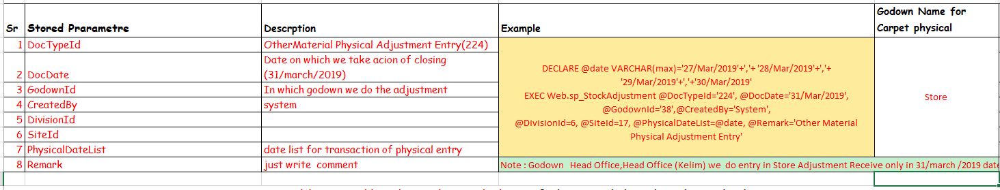 Godown Name for
Sr Stored Prarametre Descrption Example Carpet physical
1 DocTypeId OtherMaterial Physical Adjustment Entry(224)
Date on which we take acion of closing
2 DocDate (31/march/2019)
3 GodownId In which godown we do the adjustment
4 CreatedBy system
5 DivisionId
6 SiteId
7 PhysicalDateList date list for transaction of physical entry
8 Remark just write comment
DECLARE @date VARCHAR(max)='27/Mar/2019'+','+ '28/Mar/2019'+','+
'29/Mar/2019'+','+'30/Mar/2019'
EXEC Web.sp_StockAdjustment @DocTypeId='224', @DocDate='31/Mar/2019',
@GodownId='38',@CreatedBy='System',
@DivisionId=6, @SiteId=17, @PhysicalDateList=@date, @Remark='Other Material
Physical Adjustment Entry'
Store
Note : Godown Head Office,Head Office (Kelim) we do entry in Store Adjustment Receive only in 31/march /2019 date